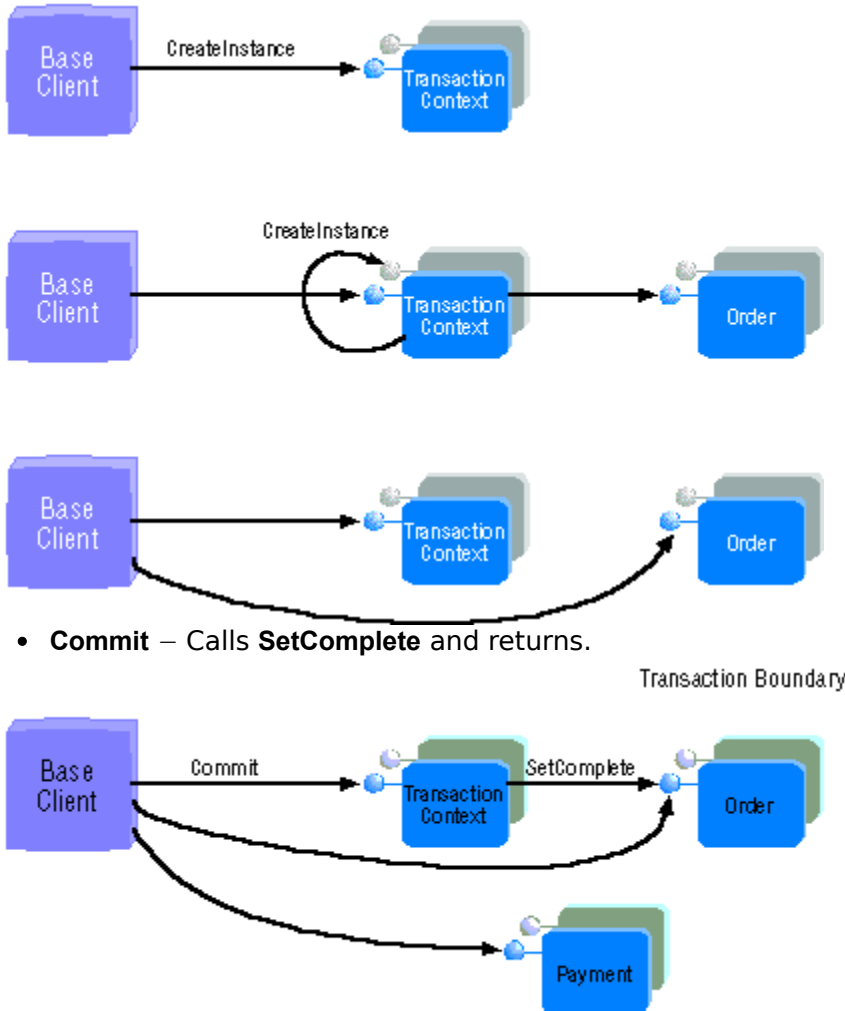 CreateInstance
Base
Client
Transaction
Context
CreateInstance
Base
Client
Transaction
Context
Order
Base
Client
Transaction
Context
Order
• Commit – Calls SetComplete and returns.
Transaction Boundary
Base
Client
Commit
Transaction
Context
SetComplete
Order
Payment